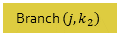 Branch (j, k₂)